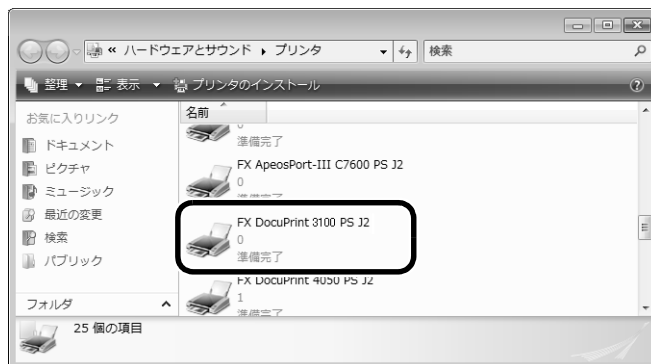 « ハードウェアとサウンド ▸ プリンタ
検索
整理 表示 プリンタのインストール
お気に入りリンク
ドキュメント
ピクチャ
ミュージック
最近の変更
検索
パブリック
フォルダ
名前
0
準備完了
FX ApeosPort-III C7600 PS J2
0
準備完了
FX DocuPrint 3100 PS J2
0
準備完了
FX DocuPrint 4050 PS J2
1
準備完了
25 個の項目